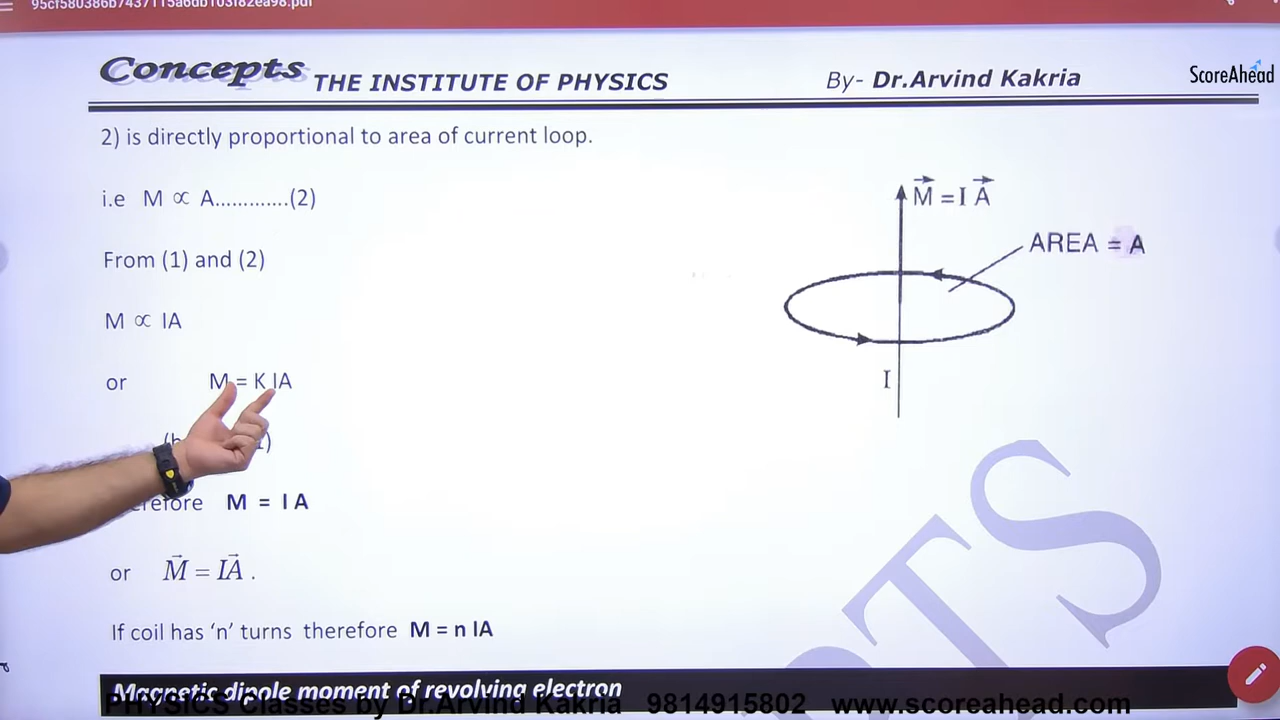 95cf580386b7437115a6db103f82ea98.pdf
Concepts THE INSTITUTE OF PHYSICS By- Dr.Arvind Kakria
ScoreAhead
2) is directly proportional to area of current loop.
i.e M ∝ A.............(2)
From (1) and (2)
M ∝ IA
or M = K IA
M = I A
or M⃗ = IA⃗ .
If coil has ‘n’ turns therefore M = n IA
M⃗ = I A⃗
AREA = A
I
PTS
Magnetic dipole moment of revolving electron
PHYSICS Classes by Dr.Arvind Kakria 9814915802 www.scoreahead.com